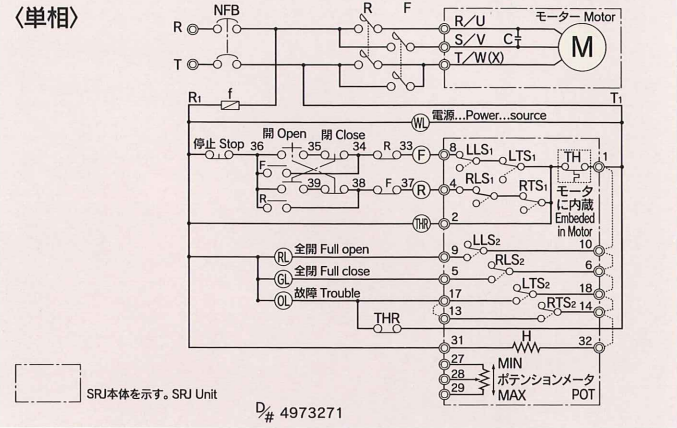 〈単相〉
NFB
R
F
R
T
R/U
S/V
T/W(X)
C
モーター Motor
M
R1
f
T1
WL
電源…Power…source
停止 Stop
36
開 Open
35
閉 Close
34
R
33
F
8
LLS1
LTS1
TH
1
F
39
38
F
37
R
4
RLS1
RTS1
モータ
に内蔵
Embeded
in Motor
R
THR
2
RL
全開 Full open
9
LLS2
10
GL
全閉 Full close
5
RLS2
6
OL
故障 Trouble
17
LTS2
18
13
RTS2
14
THR
31
H
32
27
MIN
28
ポテンションメータ
29
MAX
POT
SRJ本体を示す。SRJ Unit
D/# 4973271